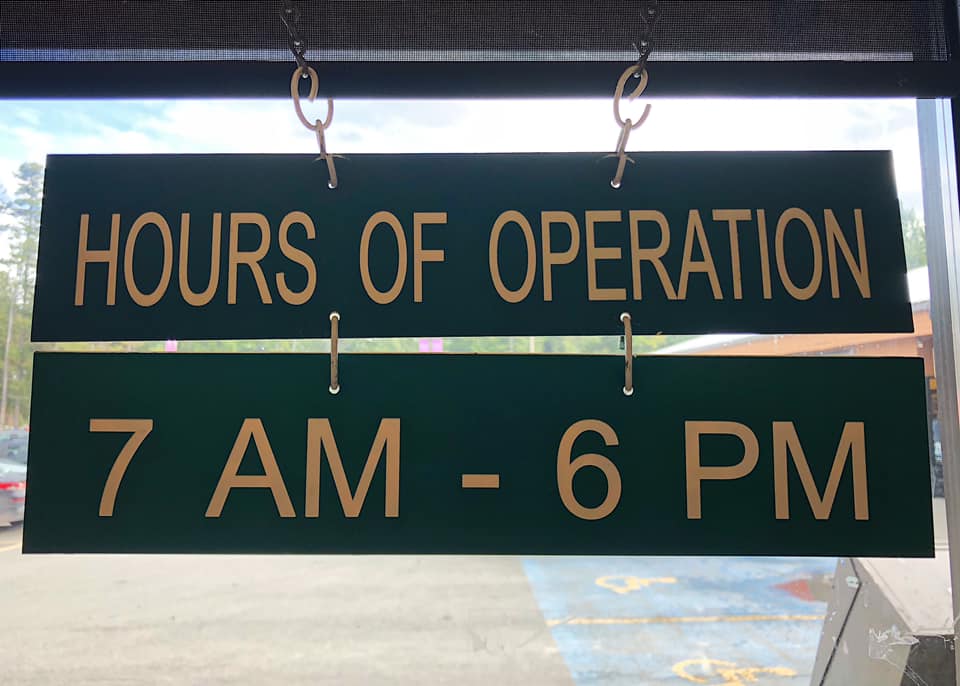 HOURS OF OPERATION
7 AM - 6 PM